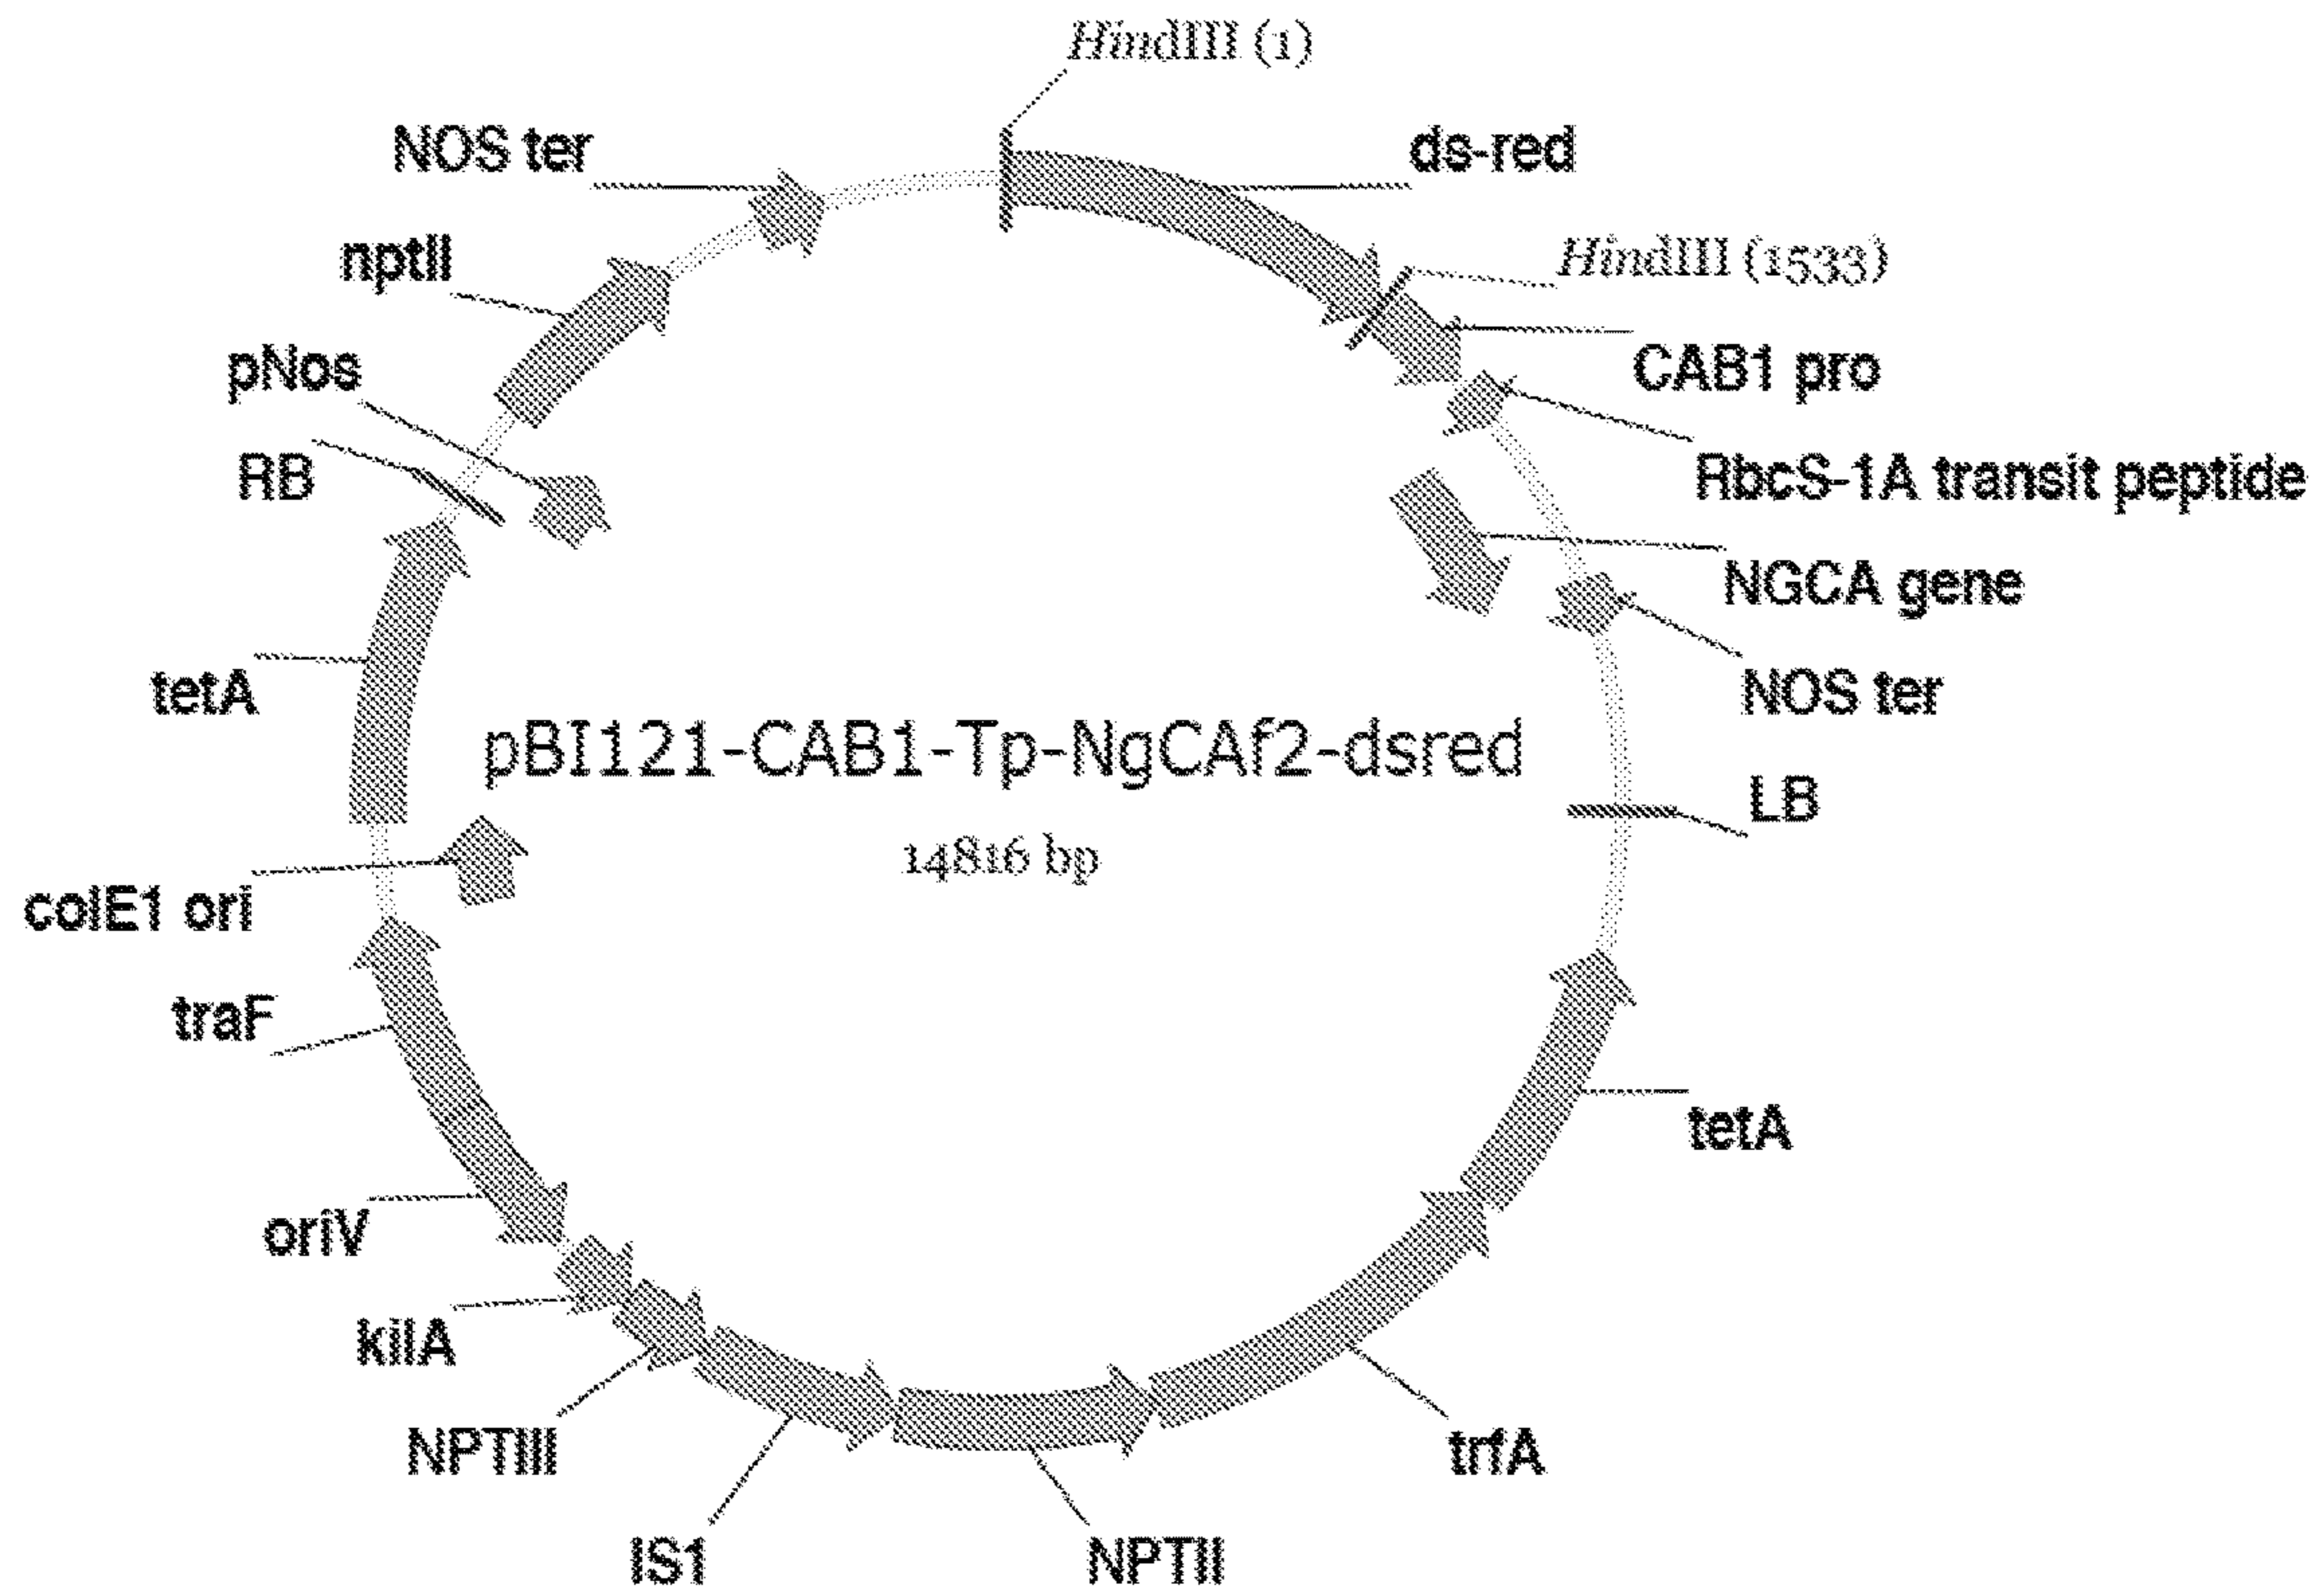 HindIII (1)
NOS ter
ds-red
nptII
HindIII (1533)
pNos
CAB1 pro
RB
RbcS-1A transit peptide
NGCA gene
tetA
NOS ter
pBI121-CAB1-Tp-NgCAf2-dsred
LB
14816 bp
colE1 ori
traF
tetA
oriV
kilA
NPTIII
trfA
IS1
NPTII